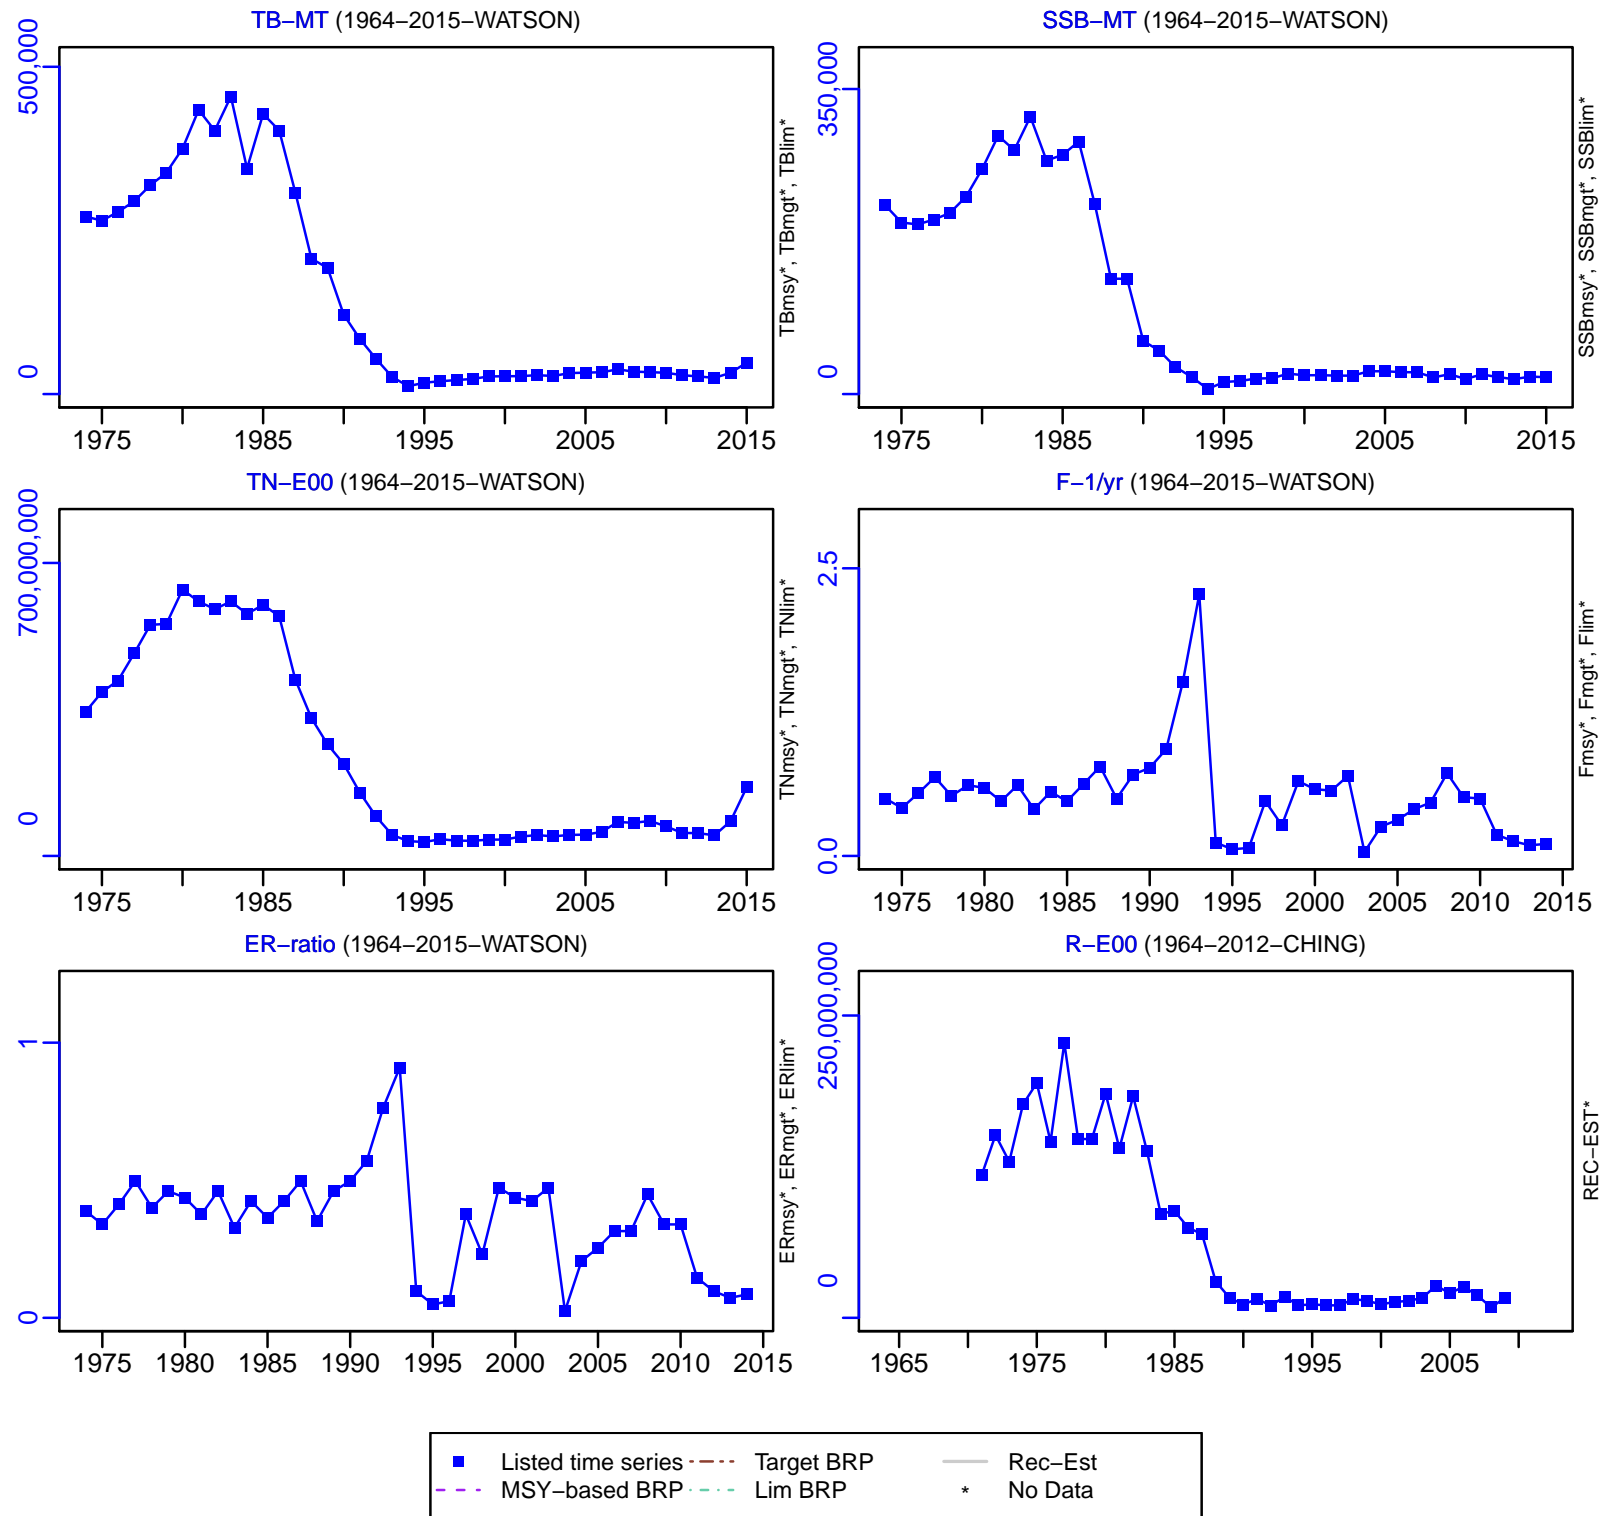 TB−MT (1964−2015−WATSON)
500,000
0
1975 1985 1995 2005 2015
TBmsy*, TBmgt*, TBlim*
SSB−MT (1964−2015−WATSON)
350,000
0
1975 1985 1995 2005 2015
SSBmsy*, SSBmgt*, SSBlim*
TN−E00 (1964−2015−WATSON)
700,000,000
0
1975 1985 1995 2005 2015
TNmsy*, TNmgt*, TNlim*
F−1/yr (1964−2015−WATSON)
2.5
0.0
1975 1980 1985 1990 1995 2000 2005 2010 2015
Fmsy*, Fmgt*, Flim*
ER−ratio (1964−2015−WATSON)
1
0
1975 1980 1985 1990 1995 2000 2005 2010 2015
ERmsy*, ERmgt*, ERlim*
R−E00 (1964−2012−CHING)
250,000,000
0
1965 1975 1985 1995 2005
REC−EST*
Listed time series Target BRP Rec−Est
MSY−based BRP Lim BRP * No Data